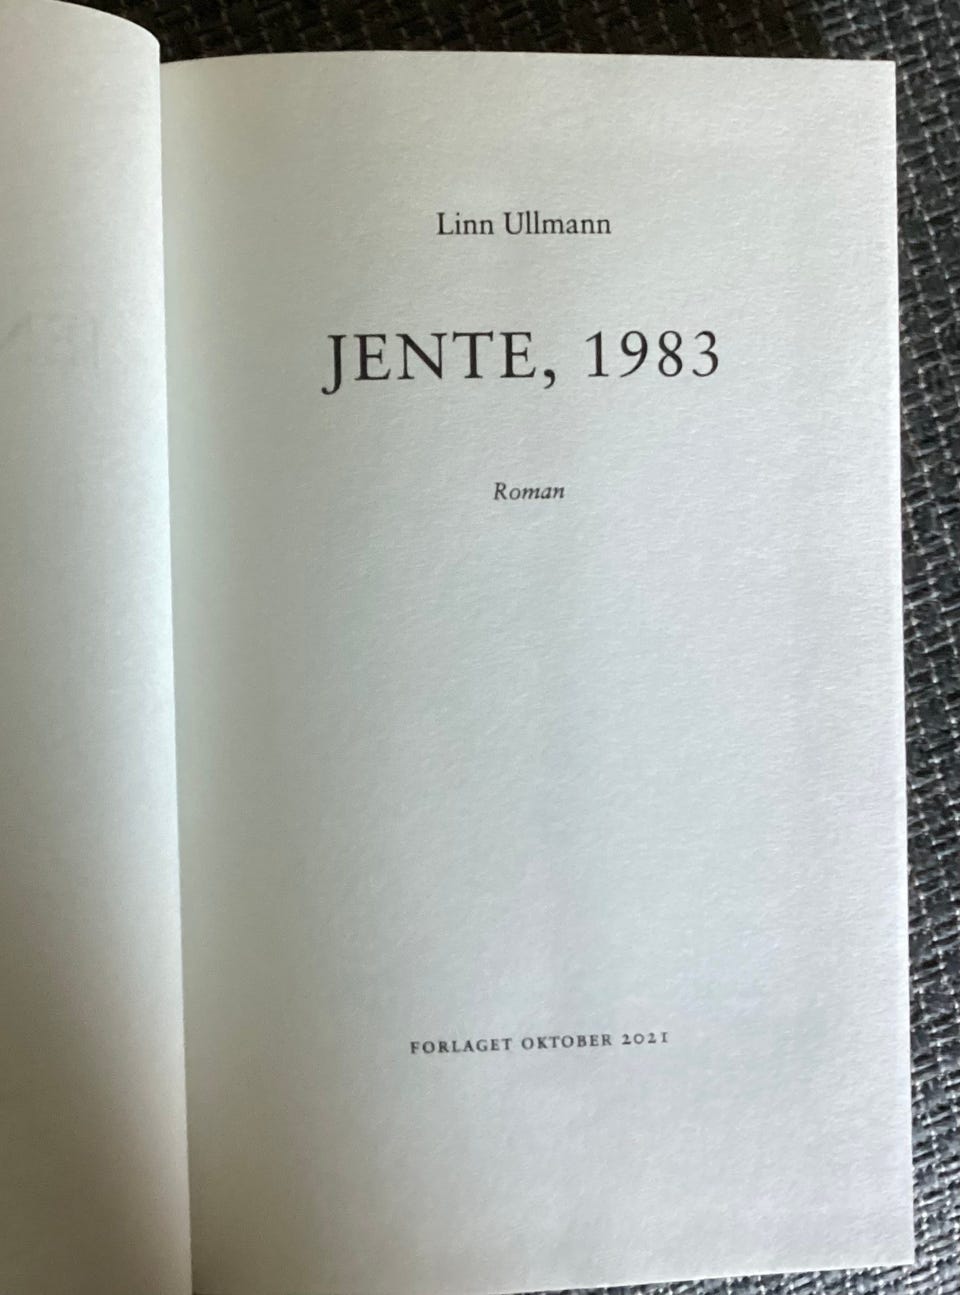 Linn Ullmann
JENTE, 1983
Roman
FORLAGET OKTOBER 2021